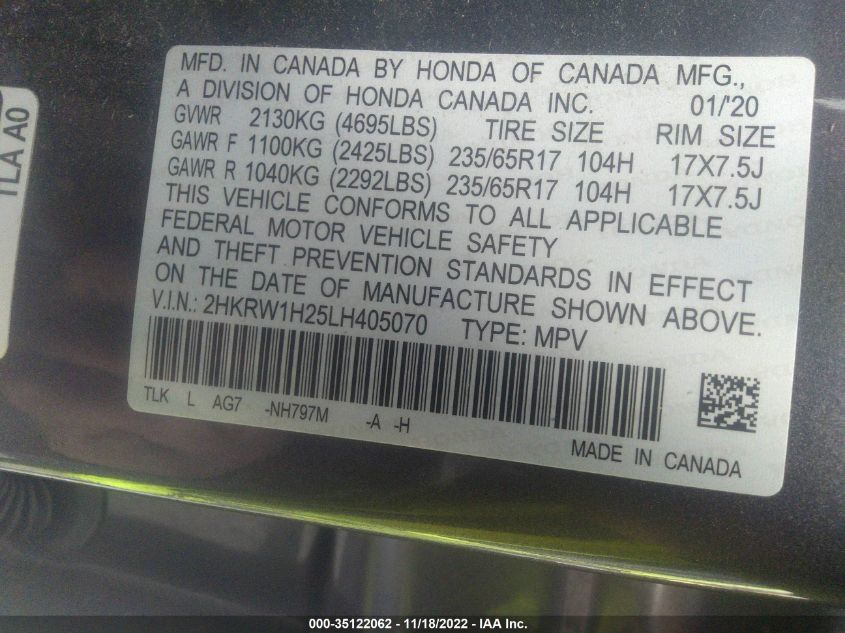 TLA A0
MFD. IN CANADA BY HONDA OF CANADA MFG.,
A DIVISION OF HONDA CANADA INC. 01/'20
GVWR 2130KG (4695LBS) TIRE SIZE RIM SIZE
GAWR F 1100KG (2425LBS) 235/65R17 104H 17X7.5J
GAWR R 1040KG (2292LBS) 235/65R17 104H 17X7.5J
THIS VEHICLE CONFORMS TO ALL APPLICABLE
FEDERAL MOTOR VEHICLE SAFETY
AND THEFT PREVENTION STANDARDS IN EFFECT
ON THE DATE OF MANUFACTURE SHOWN ABOVE.
V.I.N.: 2HKRW1H25LH405070 TYPE: MPV
TLK L AG7 -NH797M -A -H
MADE IN CANADA
000-35122062 - 11/18/2022 - IAA Inc.